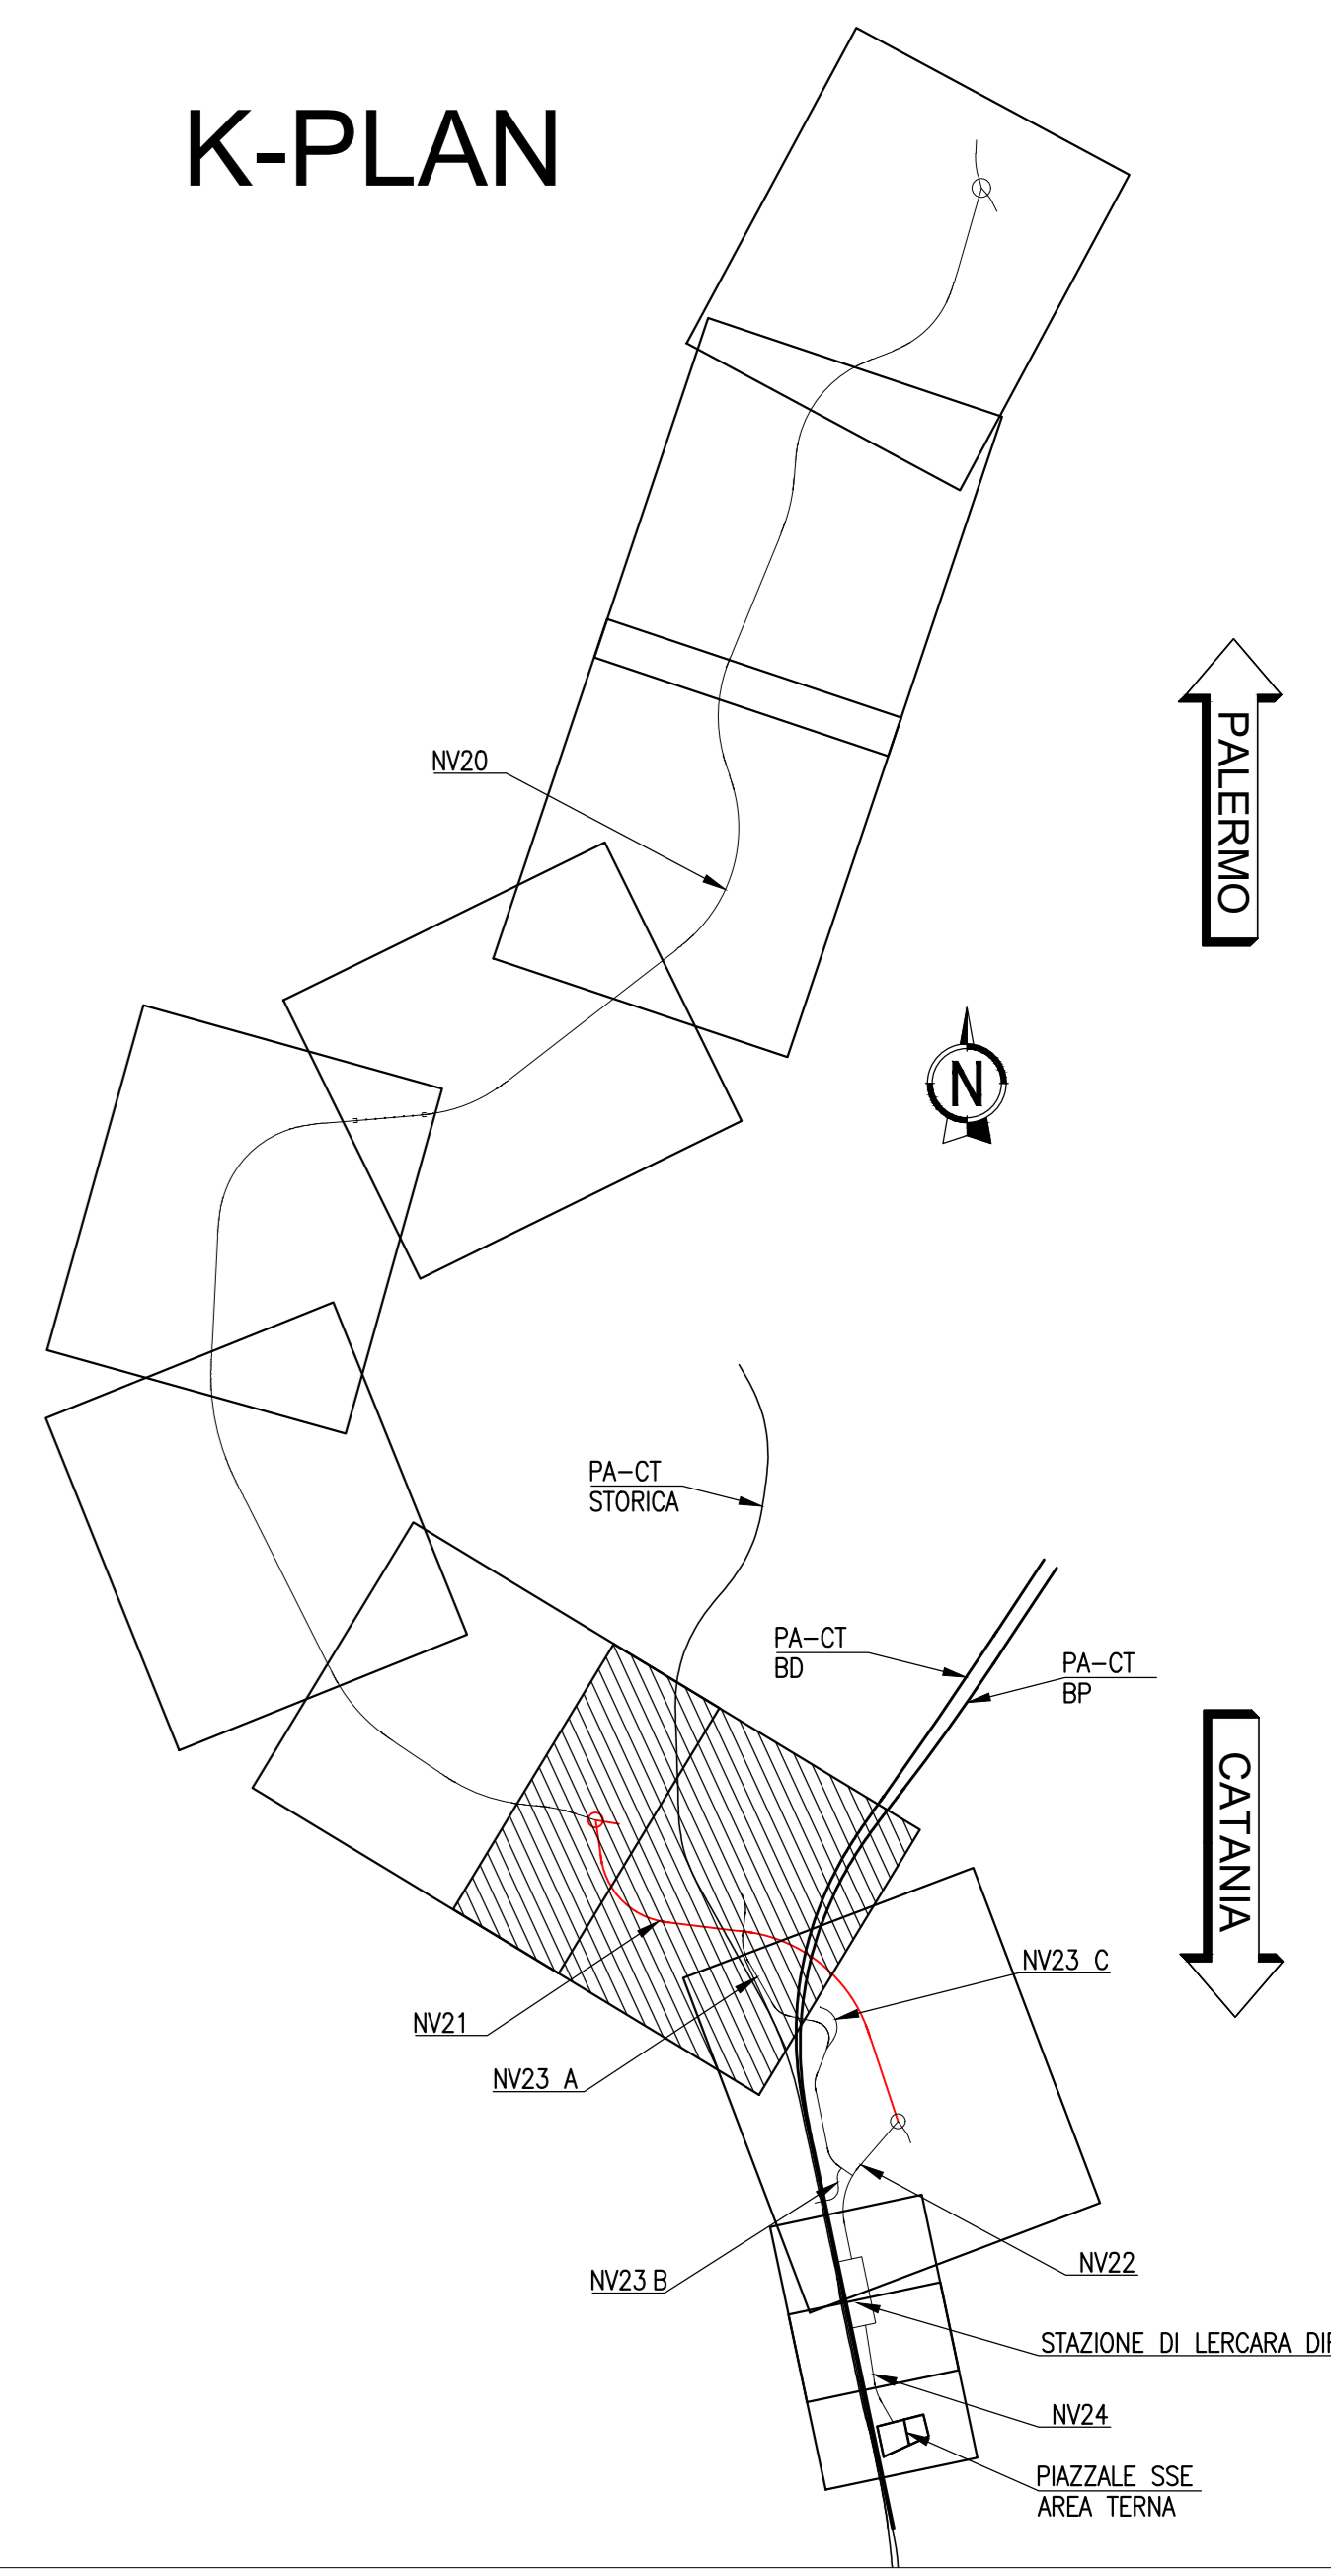 K-PLAN
NV20
PALERMO
N
PA-CT
STORICA
PA-CT
BD
PA-CT
BP
CATANIA
NV23 C
NV21
NV23 A
NV22
NV23 B
STAZIONE DI LERCARA
NV24
PIAZZALE SSE
AREA TERNA